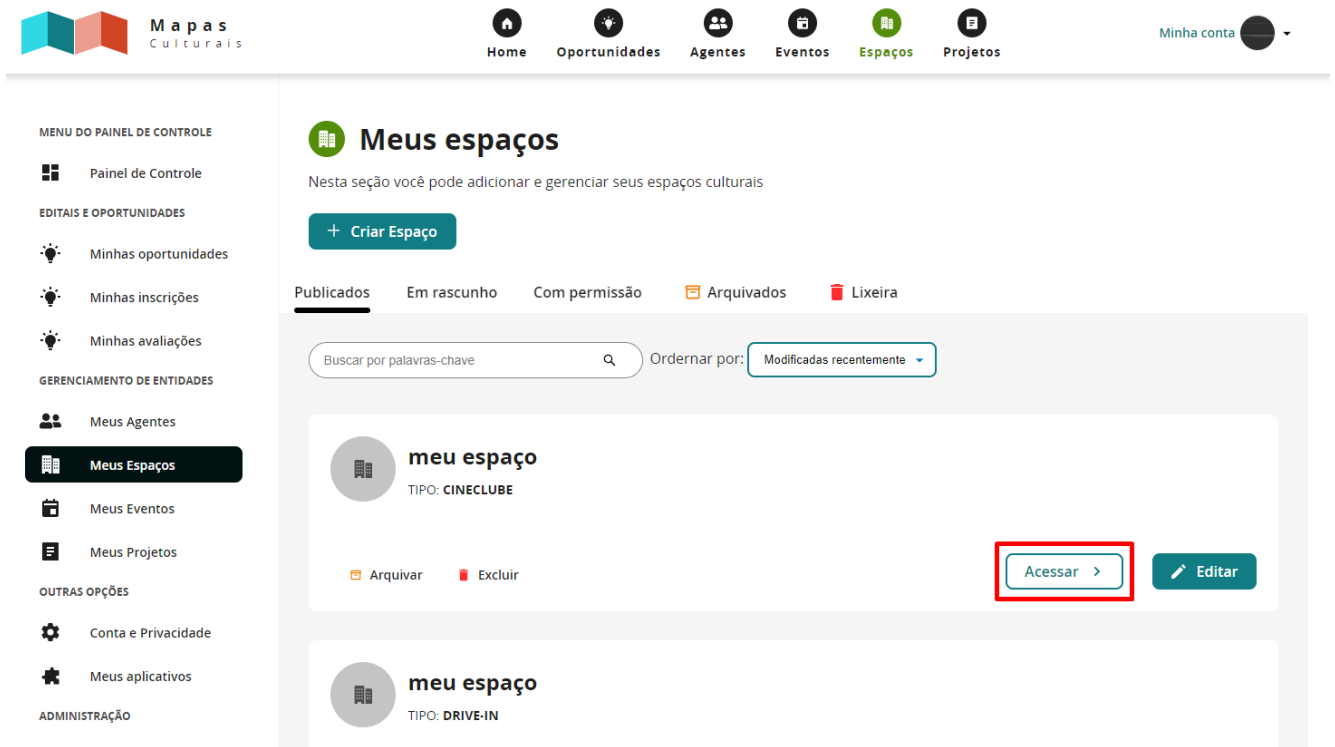 Mapas
Culturais
Home
Oportunidades
Agentes
Eventos
Espaços
Projetos
Minha conta
MENU DO PAINEL DE CONTROLE
Painel de Controle
EDITAIS E OPORTUNIDADES
Minhas oportunidades
Minhas inscrições
Minhas avaliações
GERENCIAMENTO DE ENTIDADES
Meus Agentes
Meus Espaços
Meus Eventos
Meus Projetos
OUTRAS OPÇÕES
Conta e Privacidade
Meus aplicativos
ADMINISTRAÇÃO
Meus espaços
Nesta seção você pode adicionar e gerenciar seus espaços culturais
+ Criar Espaço
Publicados
Em rascunho
Com permissão
Arquivados
Lixeira
Buscar por palavras-chave
Ordernar por:
Modificadas recentemente
meu espaço
TIPO: CINECLUBE
Arquivar
Excluir
Acessar >
Editar
meu espaço
TIPO: DRIVE-IN